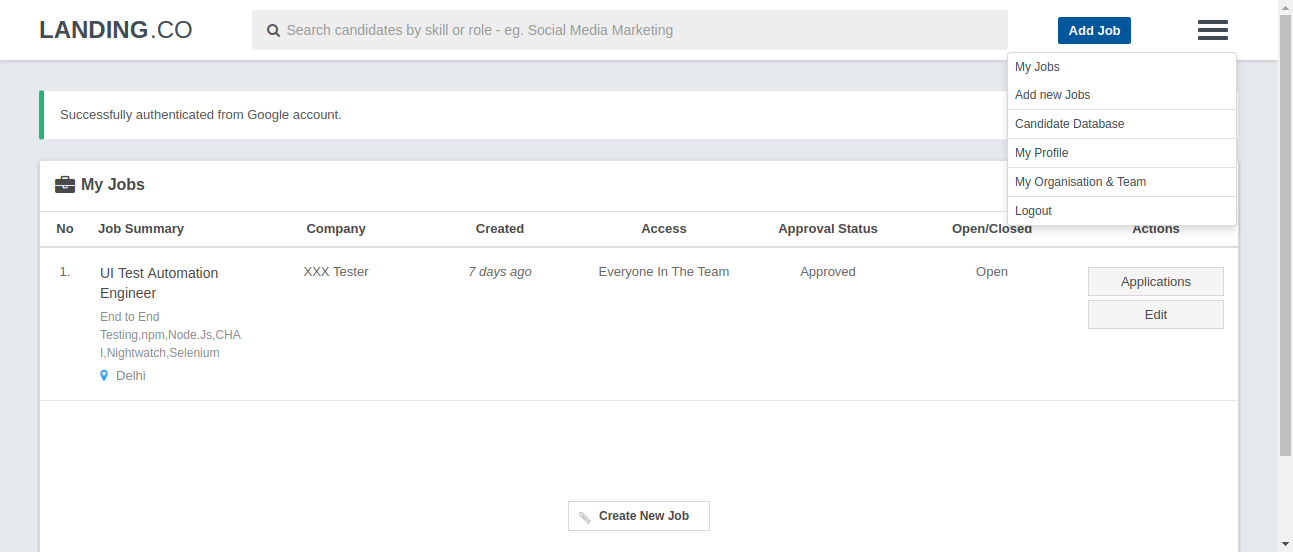 LANDING.CO
Search candidates by skill or role - eg. Social Media Marketing
Add Job
My Jobs
Add new Jobs
Candidate Database
My Profile
My Organisation & Team
Logout
Successfully authenticated from Google account.
My Jobs
No Job Summary Company Created Access Approval Status Open/Closed Actions
1. UI Test Automation XXX Tester 7 days ago Everyone In The Team Approved Open Applications
Engineer
Edit
End to End
Testing,npm,Node.Js,CHA
I,Nightwatch,Selenium
Delhi
Create New Job